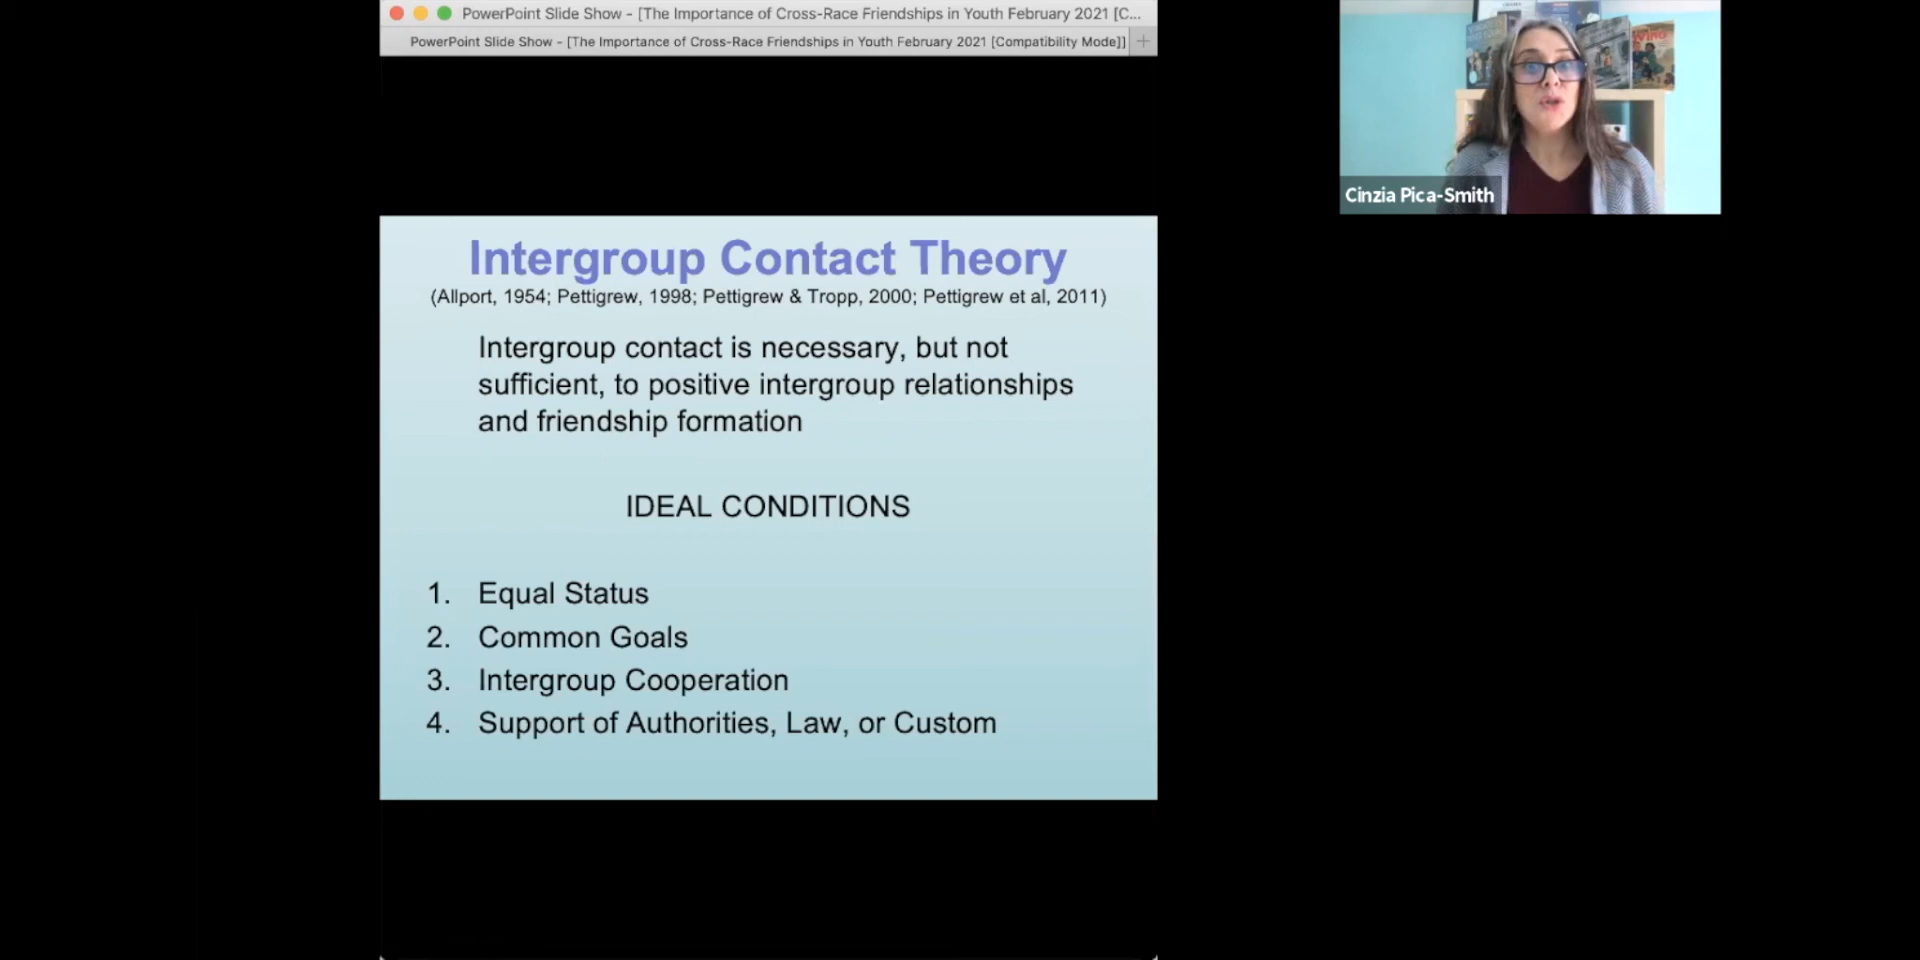 PowerPoint Slide Show - [The Importance of Cross-Race Friendships in Youth February 2021 [C...
PowerPoint Slide Show - [The Importance of Cross-Race Friendships in Youth February 2021 [Compatibility Mode]]
Intergroup Contact Theory
(Allport, 1954; Pettigrew, 1998; Pettigrew & Tropp, 2000; Pettigrew et al, 2011)
Intergroup contact is necessary, but not
sufficient, to positive intergroup relationships
and friendship formation
IDEAL CONDITIONS
1. Equal Status
2. Common Goals
3. Intergroup Cooperation
4. Support of Authorities, Law, or Custom
Cinzia Pica-Smith